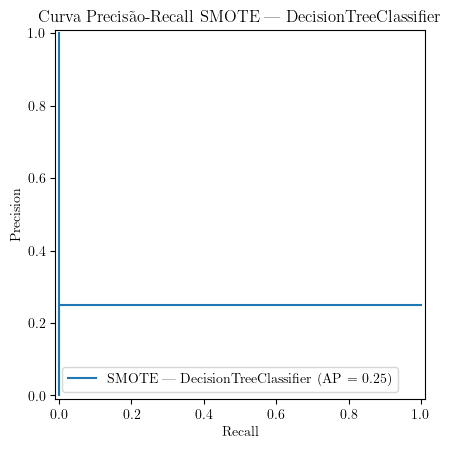 Curva Precisão-Recall SMOTE — DecisionTreeClassifier
1.0
0.8
0.6
0.4
0.2
0.0
Precision
SMOTE — DecisionTreeClassifier (AP = 0.25)
0.0 0.2 0.4 0.6 0.8 1.0
Recall